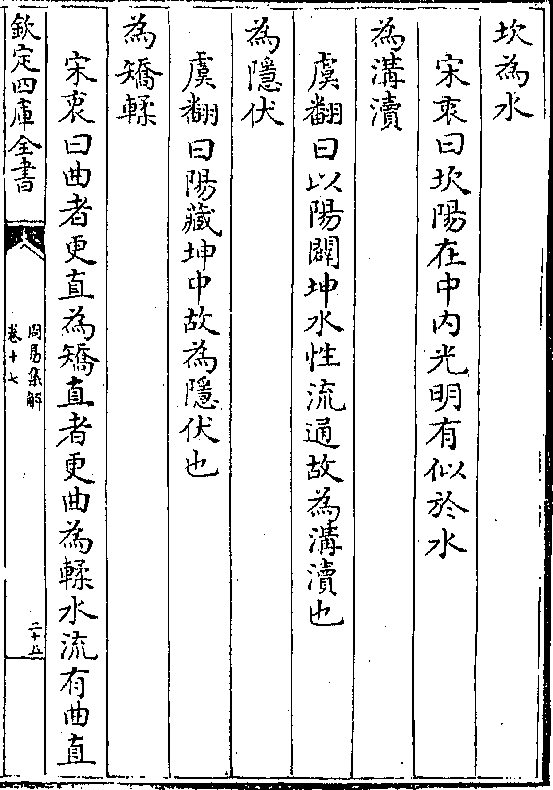 坎為水
宋衷曰坎陽在中内光明有似於水
為溝瀆
虞翻曰以陽闢坤水性流通故為溝瀆也
為隱伏
虞翻曰陽藏坤中故為隱伏也
為矯輮
宋衷曰曲者更直為矯直者更曲為輮水流有曲直
欽定四庫全書
周易集解
卷十七
二十五